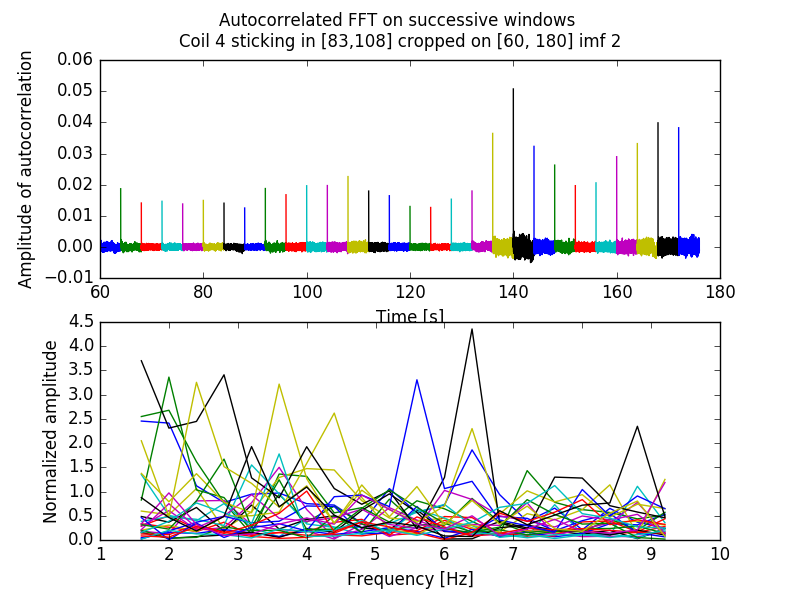 Autocorrelated FFT on successive windows
Coil 4 sticking in [83,108] cropped on [60, 180] imf 2
Amplitude of autocorrelation
0.06
0.05
0.04
0.03
0.02
0.01
0.00
−0.01
60 80 100 120 140 160 180
Time [s]
Normalized amplitude
4.5
4.0
3.5
3.0
2.5
2.0
1.5
1.0
0.5
0.0
1 2 3 4 5 6 7 8 9 10
Frequency [Hz]